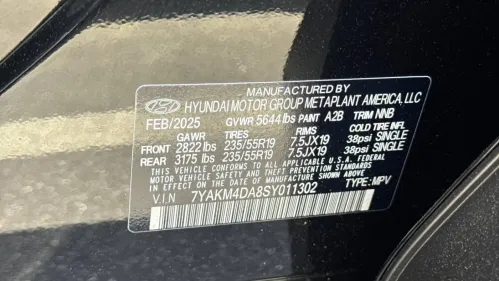 MANUFACTURED BY
HYUNDAI MOTOR GROUP METAPLANT AMERICA, LLC
FEB/2025 GVWR 5644 lbs PAINT A2B TRIM NNB
GAWR TIRES RIMS COLD TIRE INFL.
FRONT 2822 lbs 235/55R19 7.5JX19 38psi SINGLE
REAR 3175 lbs 235/55R19 7.5JX19 38psi SINGLE
THIS VEHICLE CONFORMS TO ALL APPLICABLE U.S.A. FEDERAL
MOTOR VEHICLE SAFETY AND THEFT PREVENTION STANDARDS
IN EFFECT ON THE DATE OF MANUFACTURE SHOWN ABOVE.
V.I.N 7YAKM4DA8SY011302 TYPE: MPV